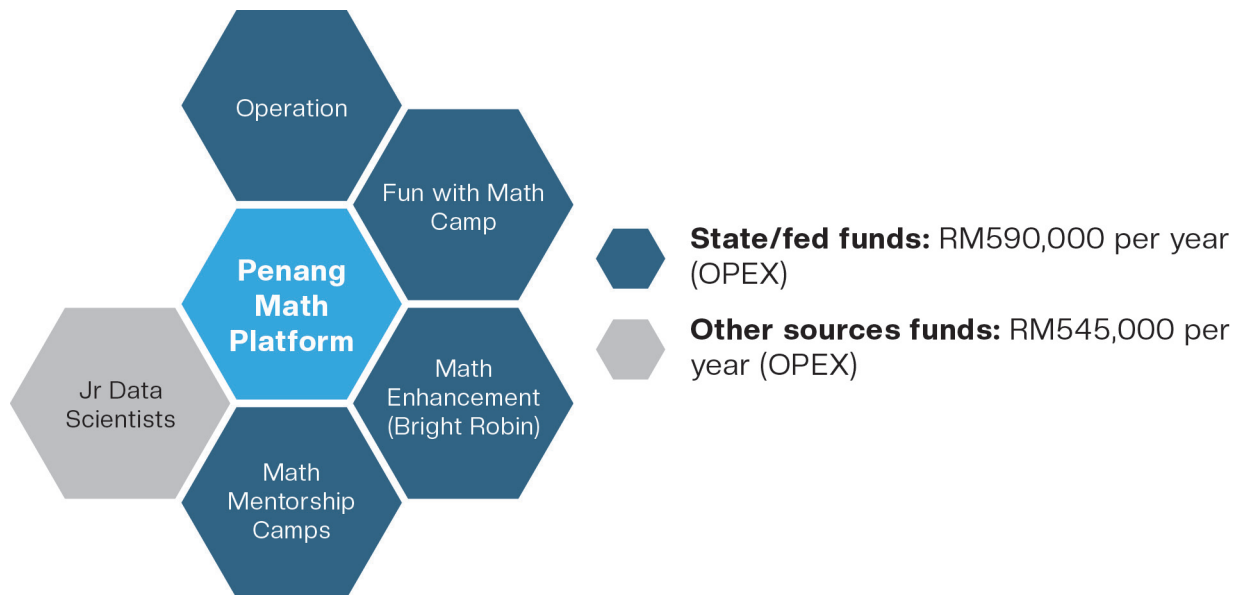 Operation
Fun with Math
Camp
Penang
Math
Platform
Math
Enhancement
(Bright Robin)
Jr Data
Scientists
Math
Mentorship
Camps
State/fed funds: RM590,000 per year
(OPEX)
Other sources funds: RM545,000 per
year (OPEX)